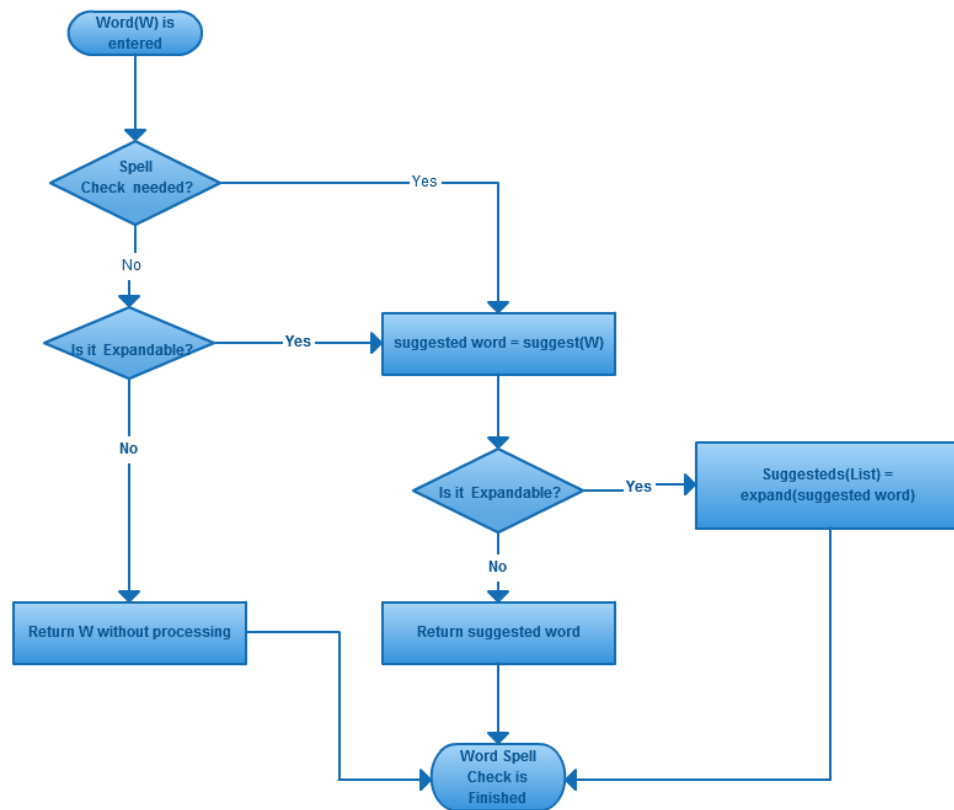 Word(W) is
entered
Spell
Check needed?
Yes
No
Is it Expandable?
Yes
suggested word = suggest(W)
No
Is it Expandable?
Yes
Suggesteds(List) =
expand(suggested word)
No
Return W without processing
Return suggested word
Word Spell
Check is
Finished